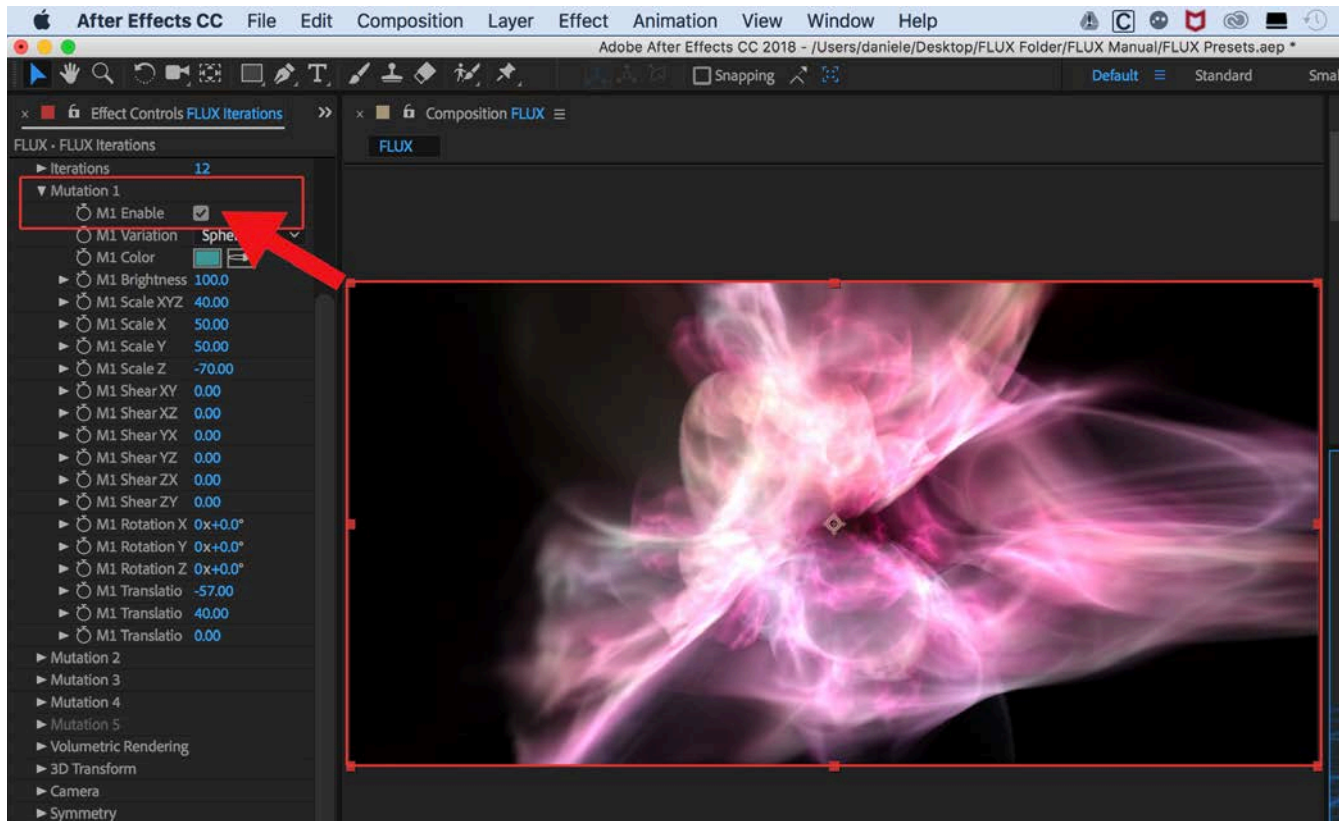 After Effects CC File Edit Composition Layer Effect Animation View Window Help
Adobe After Effects CC 2018 - /Users/daniele/Desktop/FLUX Folder/FLUX Manual/FLUX Presets.aep *
Snapping Default Standard Smal
Effect Controls FLUX Iterations
Composition FLUX
FLUX • FLUX Iterations
FLUX
Iterations 12
Mutation 1
M1 Enable
M1 Variation Sphe
M1 Color
M1 Brightness 100.0
M1 Scale XYZ 40.00
M1 Scale X 50.00
M1 Scale Y 50.00
M1 Scale Z -70.00
M1 Shear XY 0.00
M1 Shear XZ 0.00
M1 Shear YX 0.00
M1 Shear YZ 0.00
M1 Shear ZX 0.00
M1 Shear ZY 0.00
M1 Rotation X 0x+0.0°
M1 Rotation Y 0x+0.0°
M1 Rotation Z 0x+0.0°
M1 Translatio -57.00
M1 Translatio 40.00
M1 Translatio 0.00
Mutation 2
Mutation 3
Mutation 4
Mutation 5
Volumetric Rendering
3D Transform
Camera
Symmetry